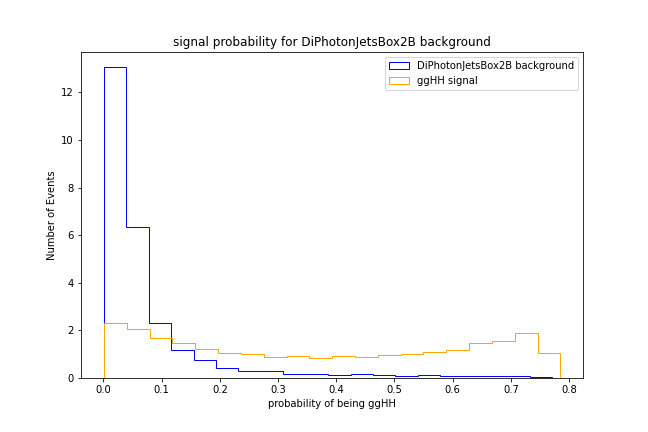 signal probability for DiPhotonJetsBox2B background
DiPhotonJetsBox2B background
ggHH signal
Number of Events
12
10
8
6
4
2
0
0.0 0.1 0.2 0.3 0.4 0.5 0.6 0.7 0.8
probability of being ggHH